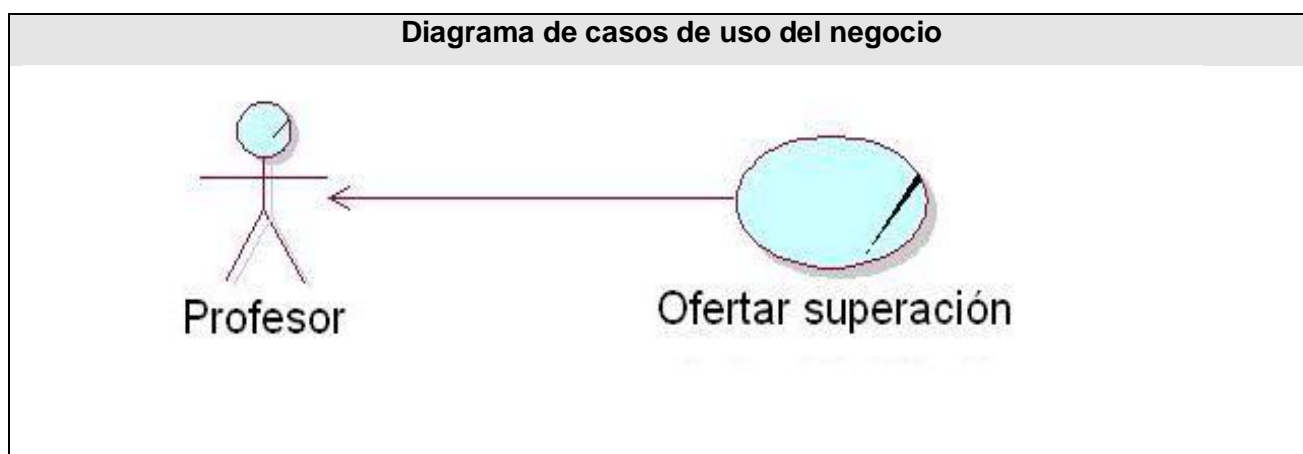 Diagrama de casos de uso del negocio
Profesor
Ofertar superación